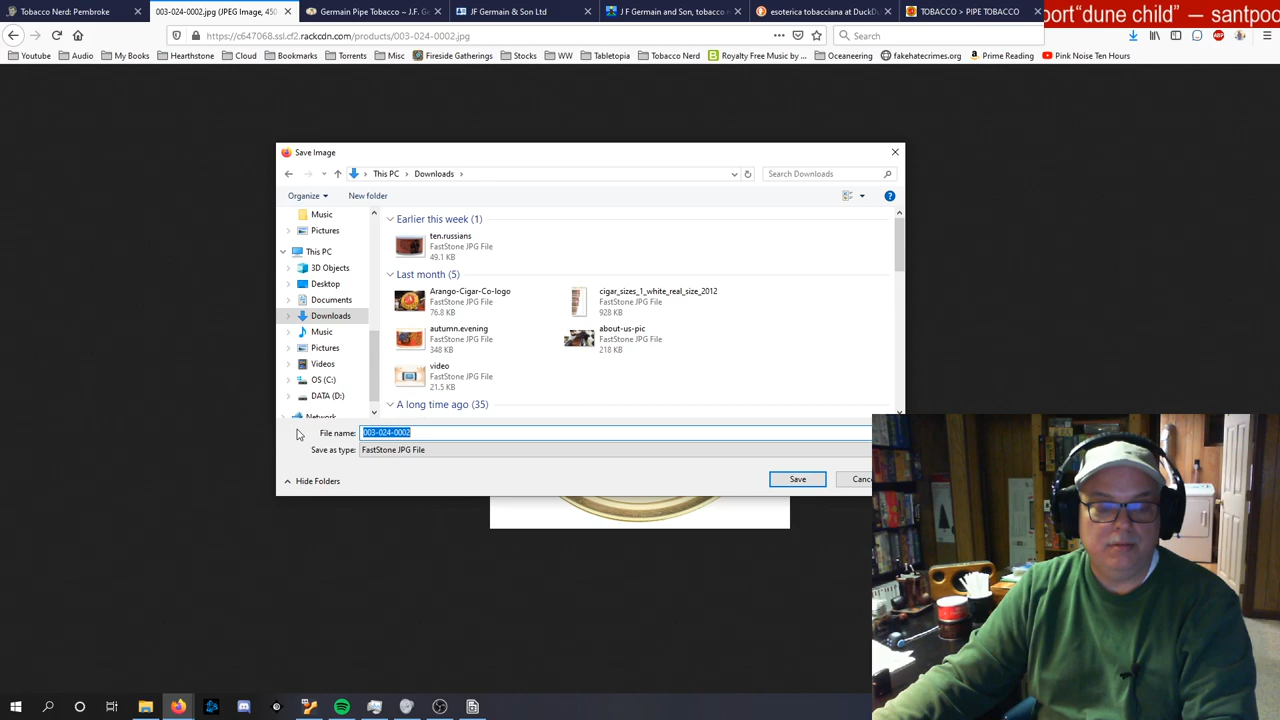 Tobacco Nerd: Pembroke
003-024-0002.jpg (JPEG Image, 450
Germain Pipe Tobacco ~ J.F. G
JF Germain & Son Ltd
J F Germain and Son, tobacco m
esoterica tobacciana at DuckDu
TOBACCO > PIPE TOBACCO
port“dune child” — santpo
https://c647068.ssl.cf2.rackcdn.com/products/003-024-0002.jpg
Search
Youtube
Audio
My Books
Hearthstone
Cloud
Bookmarks
Torrents
Misc
Fireside Gatherings
Stocks
WW
Tabletopia
Tobacco Nerd
Royalty Free Music by ...
Oceaneering
fakehatecrimes.org
Prime Reading
Pink Noise Ten Hours
Save Image
This PC > Downloads >
Search Downloads
Organize
New folder
Music
Pictures
This PC
3D Objects
Desktop
Documents
Downloads
Music
Pictures
Videos
OS (C:)
DATA (D:)
Network
Earlier this week (1)
ten.russians
FastStone JPG File
49.1 KB
Last month (5)
Arango-Cigar-Co-logo
FastStone JPG File
76.8 KB
cigar_sizes_1_white_real_size_2012
FastStone JPG File
928 KB
autumn.evening
FastStone JPG File
348 KB
about-us-pic
FastStone JPG File
218 KB
video
FastStone JPG File
21.5 KB
A long time ago (35)
File name: 003-024-0002
Save as type: FastStone JPG File
Hide Folders
Save
Canc